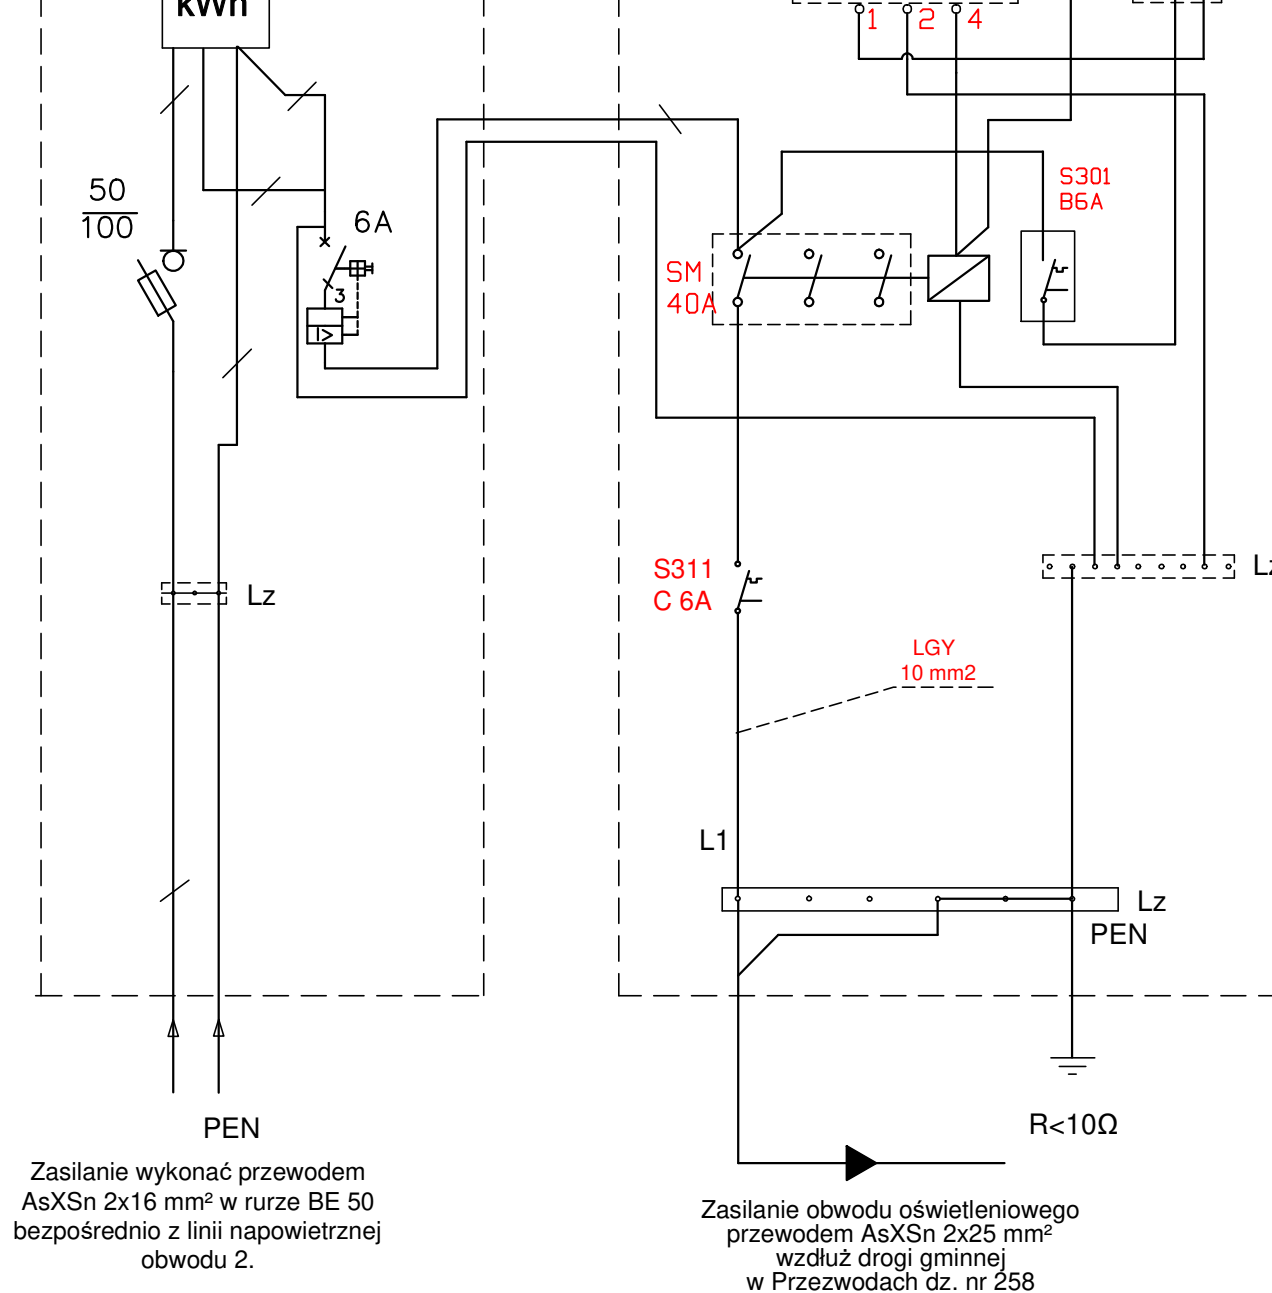 kWh
1 2 4
50
100
6A
3
I>
S301
B6A
SM
40A
S311
C 6A
Lz
Lz
LGY
10 mm2
L1
Lz
PEN
R<10Ω
PEN
Zasilanie wykonać przewodem
AsXSn 2x16 mm² w rurze BE 50
bezpośrednio z linii napowietrznej
obwodu 2.
Zasilanie obwodu oświetleniowego
przewodem AsXSn 2x25 mm²
wzdłuż drogi gminnej
w Przezwodach dz. nr 258